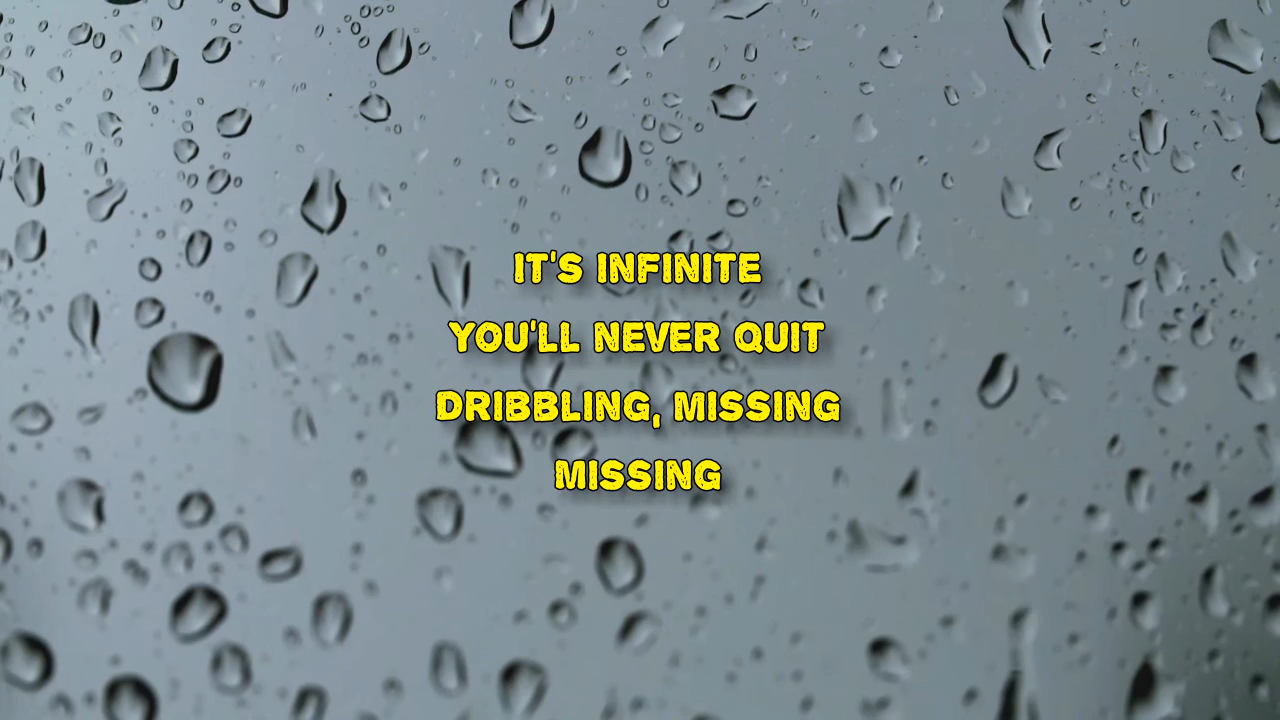 IT'S INFINITE
YOU'LL NEVER QUIT
DRIBBLING, MISSING
MISSING